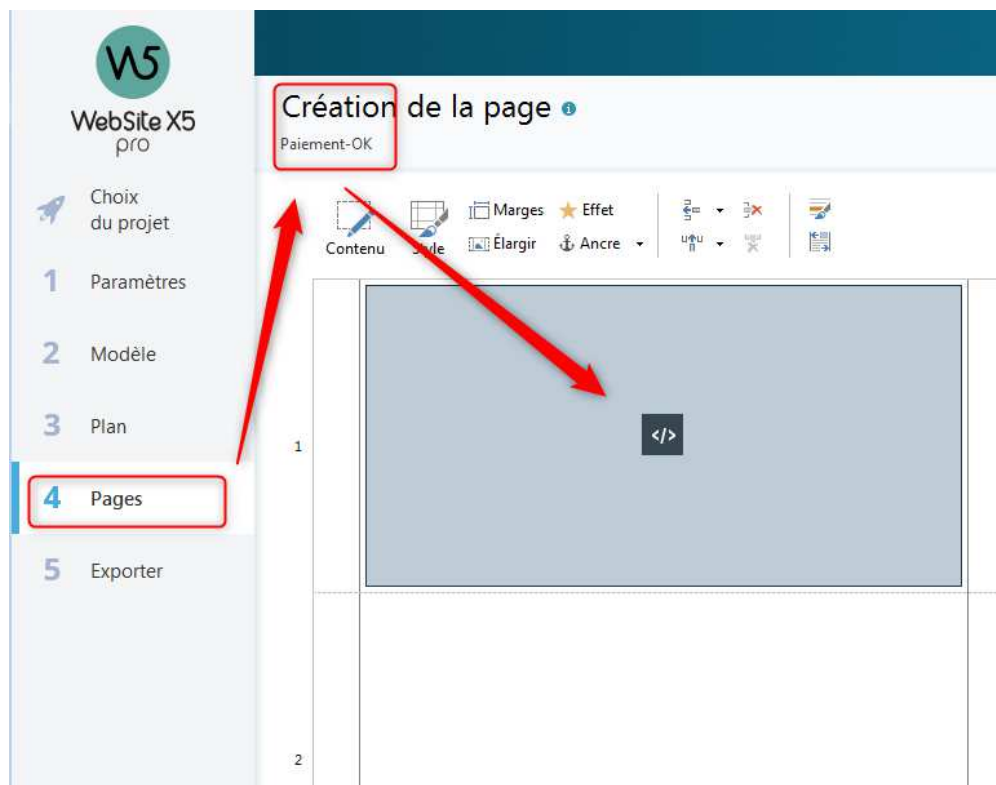 W5
WebSite X5
pro
Choix
du projet
1 Paramètres
2 Modèle
3 Plan
4 Pages
5 Exporter
Création de la page
Paiement-OK
Contenu
Style
Marges
Effet
Élargir
Ancre
</>
1
2